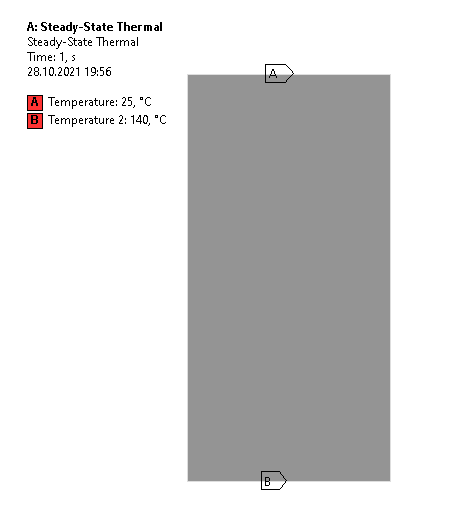 A: Steady-State Thermal
Steady-State Thermal
Time: 1, s
28.10.2021 19:56
A Temperature: 25, °C
B Temperature 2: 140, °C
A
B